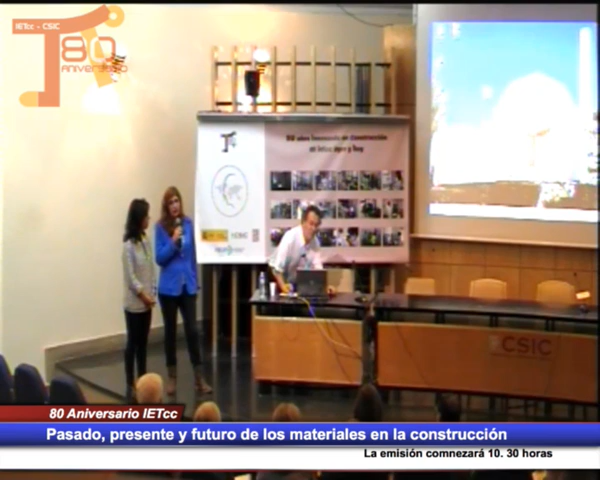 IETcc - CSIC
80
ANIVERSARIO
CSIC
80 Aniversario IETcc
Pasado, presente y futuro de los materiales en la construcción
La emisión comnezará 10. 30 horas